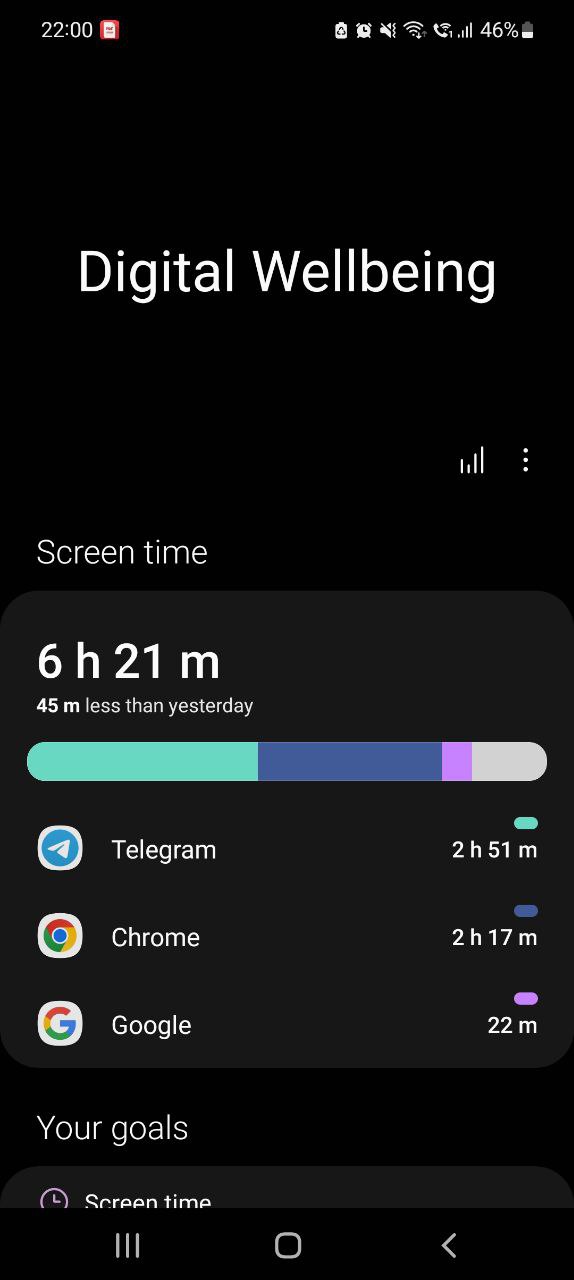 22:00 46%
Digital Wellbeing
Screen time
6 h 21 m
45 m less than yesterday
Telegram 2 h 51 m
Chrome 2 h 17 m
Google 22 m
Your goals
Screen time